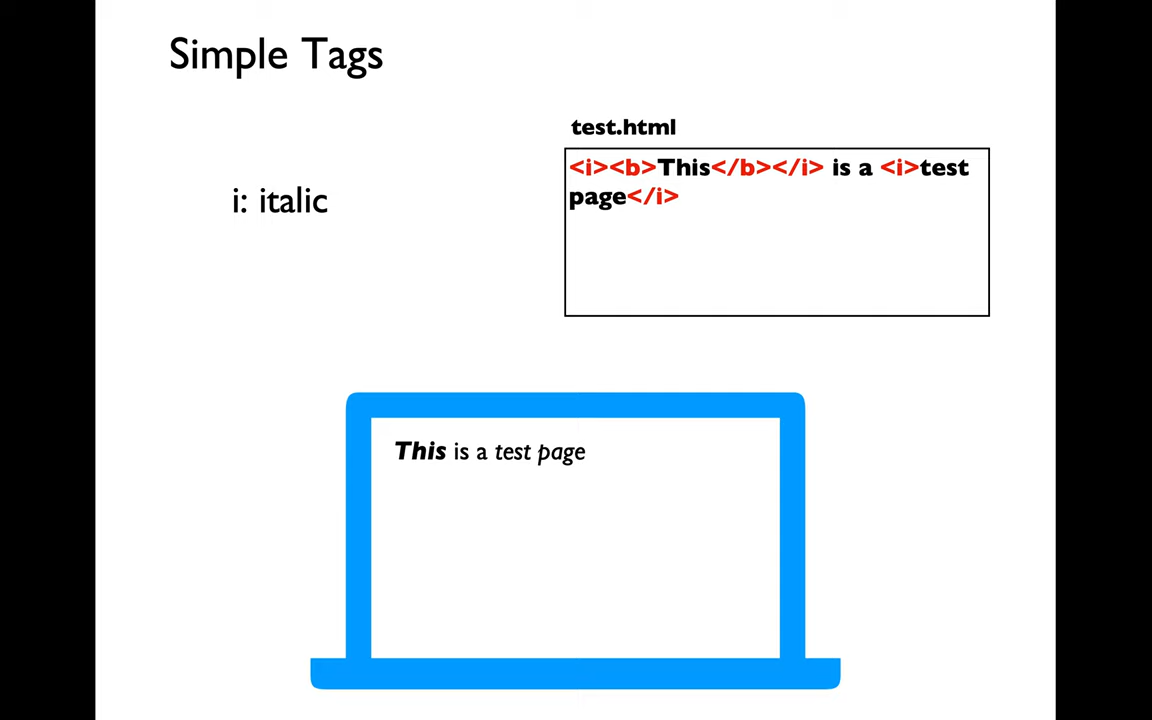 Simple Tags
test.html
<i><b>This</b></i> is a <i>test
page</i>
i: italic
This is a test page